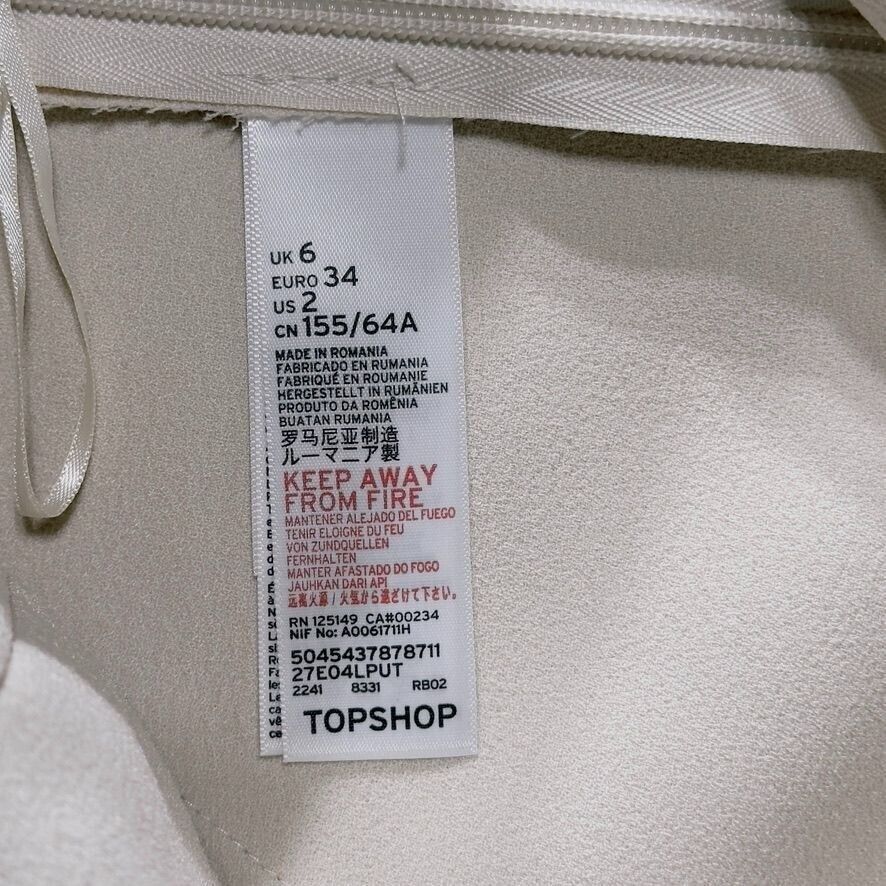 UK 6
EURO 34
US 2
CN 155/64A
MADE IN ROMANIA
FABRICADO EN RUMANIA
FABRIQUÉ EN ROUMANIE
HERGESTELLT IN RUMÄNIEN
PRODUTO DA ROMÊNIA
BUATAN RUMANIA
罗马尼亚制造
ルーマニア製
KEEP AWAY
FROM FIRE
MANTENER ALEJADO DEL FUEGO
TENIR ELOIGNE DU FEU
VON ZUNDQUELLEN
FERNHALTEN
MANTER AFASTADO DO FOGO
JAUHKAN DARI API
远离火源 / 火気から遠ざけて下さい。
RN 125149 CA#00234
NIF No: A0061711H
5045437878711
27E04LPUT
2241 8331 RB02
TOPSHOP